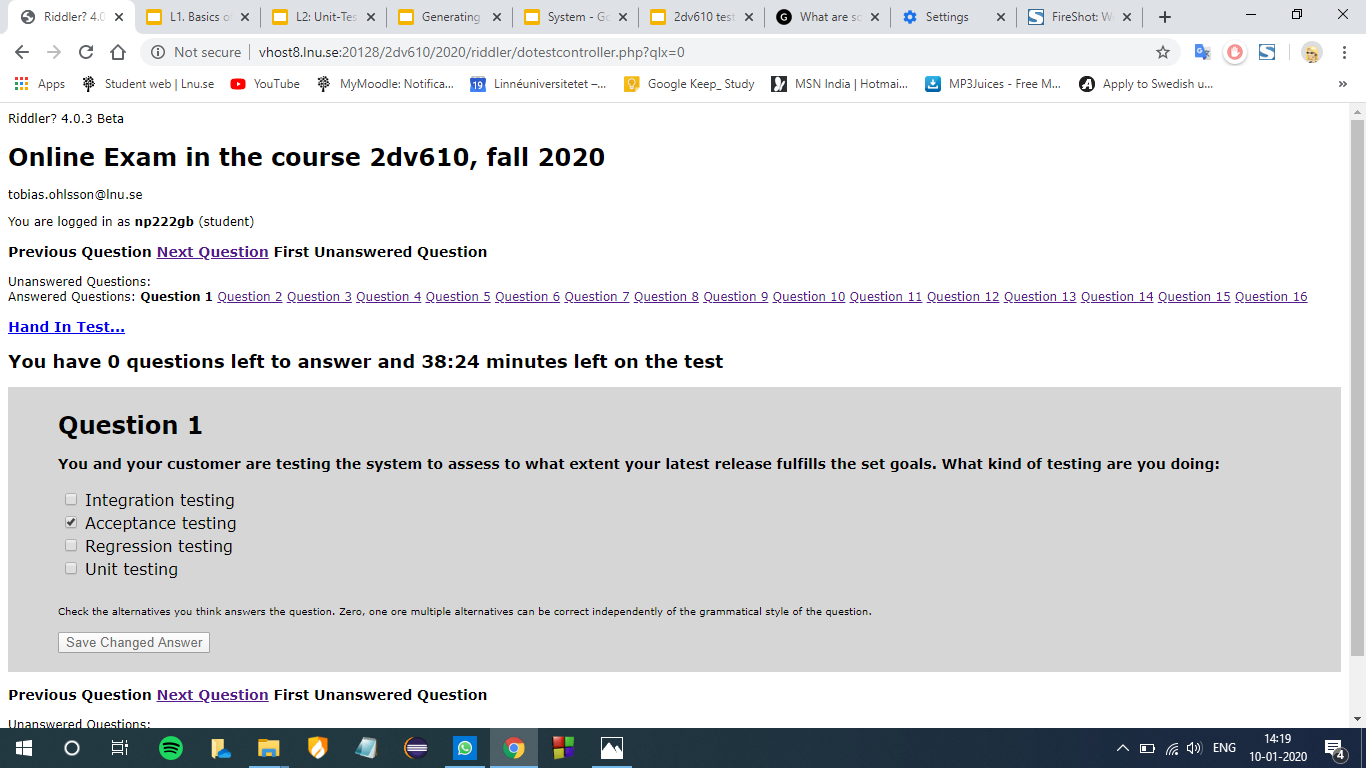 Riddler? 4.0
L1. Basics o
L2: Unit-Tes
Generating
System - Go
2dv610 test
What are so
Settings
FireShot: W
Not secure | vhost8.lnu.se:20128/2dv610/2020/riddler/dotestcontroller.php?qlx=0
Apps
Student web | Lnu.se
YouTube
MyMoodle: Notifica...
19
Linnéuniversitetet –...
Google Keep_ Study
MSN India | Hotmai...
MP3Juices - Free M...
Apply to Swedish u...
»
Riddler? 4.0.3 Beta
Online Exam in the course 2dv610, fall 2020
tobias.ohlsson@lnu.se
You are logged in as np222gb (student)
Previous Question Next Question First Unanswered Question
Unanswered Questions:
Answered Questions: Question 1 Question 2 Question 3 Question 4 Question 5 Question 6 Question 7 Question 8 Question 9 Question 10 Question 11 Question 12 Question 13 Question 14 Question 15 Question 16
Hand In Test...
You have 0 questions left to answer and 38:24 minutes left on the test
Question 1
You and your customer are testing the system to assess to what extent your latest release fulfills the set goals. What kind of testing are you doing:
Integration testing
Acceptance testing
Regression testing
Unit testing
Check the alternatives you think answers the question. Zero, one ore multiple alternatives can be correct independently of the grammatical style of the question.
Save Changed Answer
Previous Question Next Question First Unanswered Question
Unanswered Questions:
ENG
14:19
10-01-2020
4